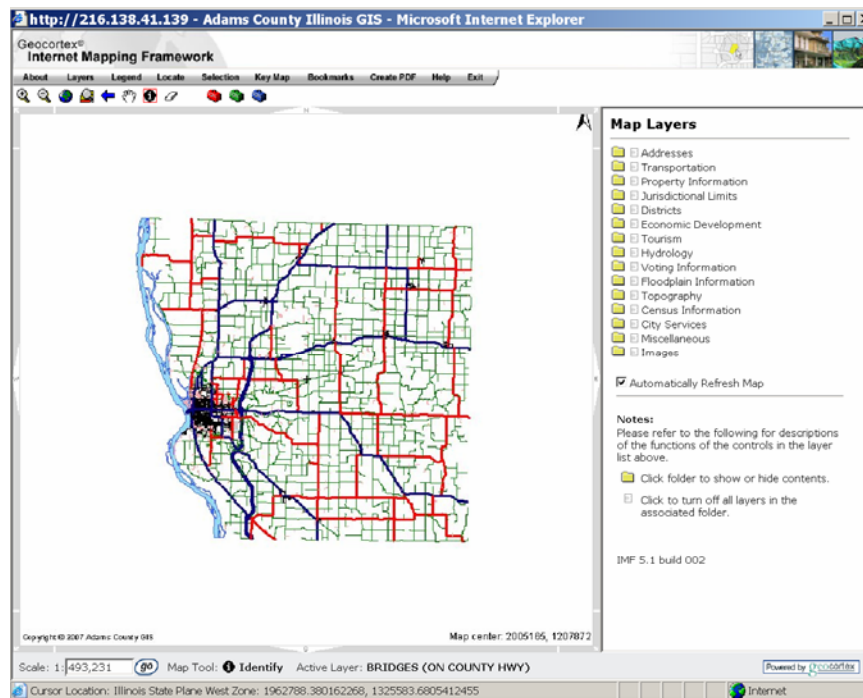 http://216.138.41.139 - Adams County Illinois GIS - Microsoft Internet Explorer
Geocortex®
Internet Mapping Framework
About Layers Legend Locate Selection Key Map Bookmarks Create PDF Help Exit
Map Layers
Addresses
Transportation
Property Information
Jurisdictional Limits
Districts
Economic Development
Tourism
Hydrology
Voting Information
Floodplain Information
Topography
Census Information
City Services
Miscellaneous
Images
Automatically Refresh Map
Notes:
Please refer to the following for descriptions
of the functions of the controls in the layer
list above.
Click folder to show or hide contents.
Click to turn off all layers in the
associated folder.
IMF 5.1 build 002
Copyright © 2007 Adams County GIS
Map center: 2005165, 1207872
Scale: 1: 493,231 go Map Tool: Identify Active Layer: BRIDGES (ON COUNTY HWY)
Powered by geocortex
Cursor Location: Illinois State Plane West Zone: 1962788.380162268, 1325583.6805412455
Internet